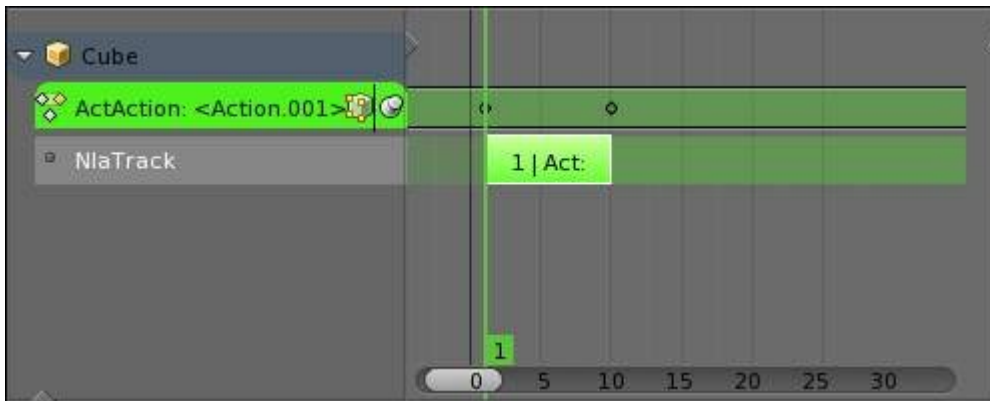 Cube
ActAction: <Action.001>
NlaTrack
1 | Act:
1
0 5 10 15 20 25 30